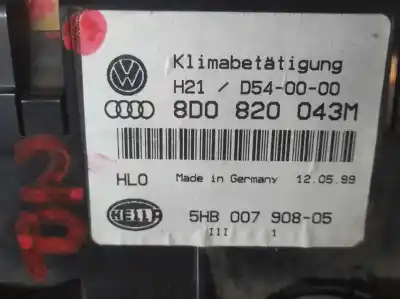 Klimabetätigung
H21 / D54-00-00
8D0 820 043M
HLO Made in Germany 12.05.99
HELLA
5HB 007 908-05
III 1